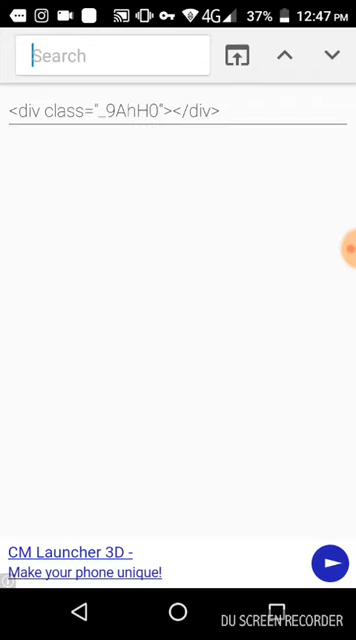 4G 37% 12:47 PM
Search
<div class="_9AhH0"></div>
CM Launcher 3D -
Make your phone unique!
DU SCREEN RECORDER